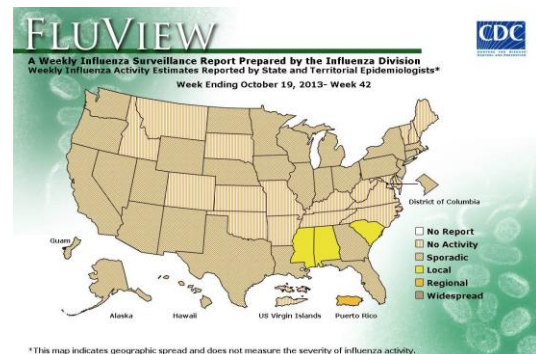 FLUVIEW
CDC
A Weekly Influenza Surveillance Report Prepared by the Influenza Division
Weekly Influenza Activity Estimates Reported by State and Territorial Epidemiologists*
Week Ending October 19, 2013- Week 42
District of Columbia
Guam
Alaska
Hawaii
US Virgin Islands
Puerto Rico
No Report
No Activity
Sporadic
Local
Regional
Widespread
*This map indicates geographic spread and does not measure the severity of influenza activity.